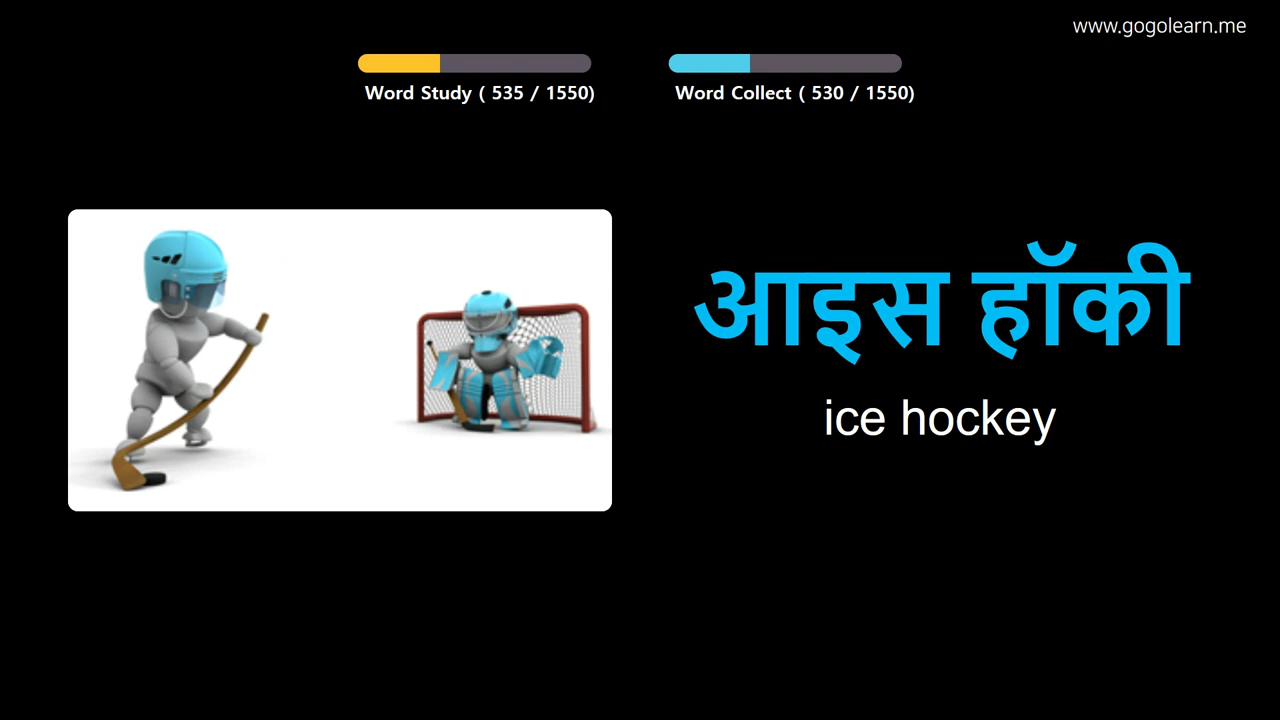 www.gogolearn.me
Word Study ( 535 / 1550)
Word Collect ( 530 / 1550)
आइस हॉकी
ice hockey